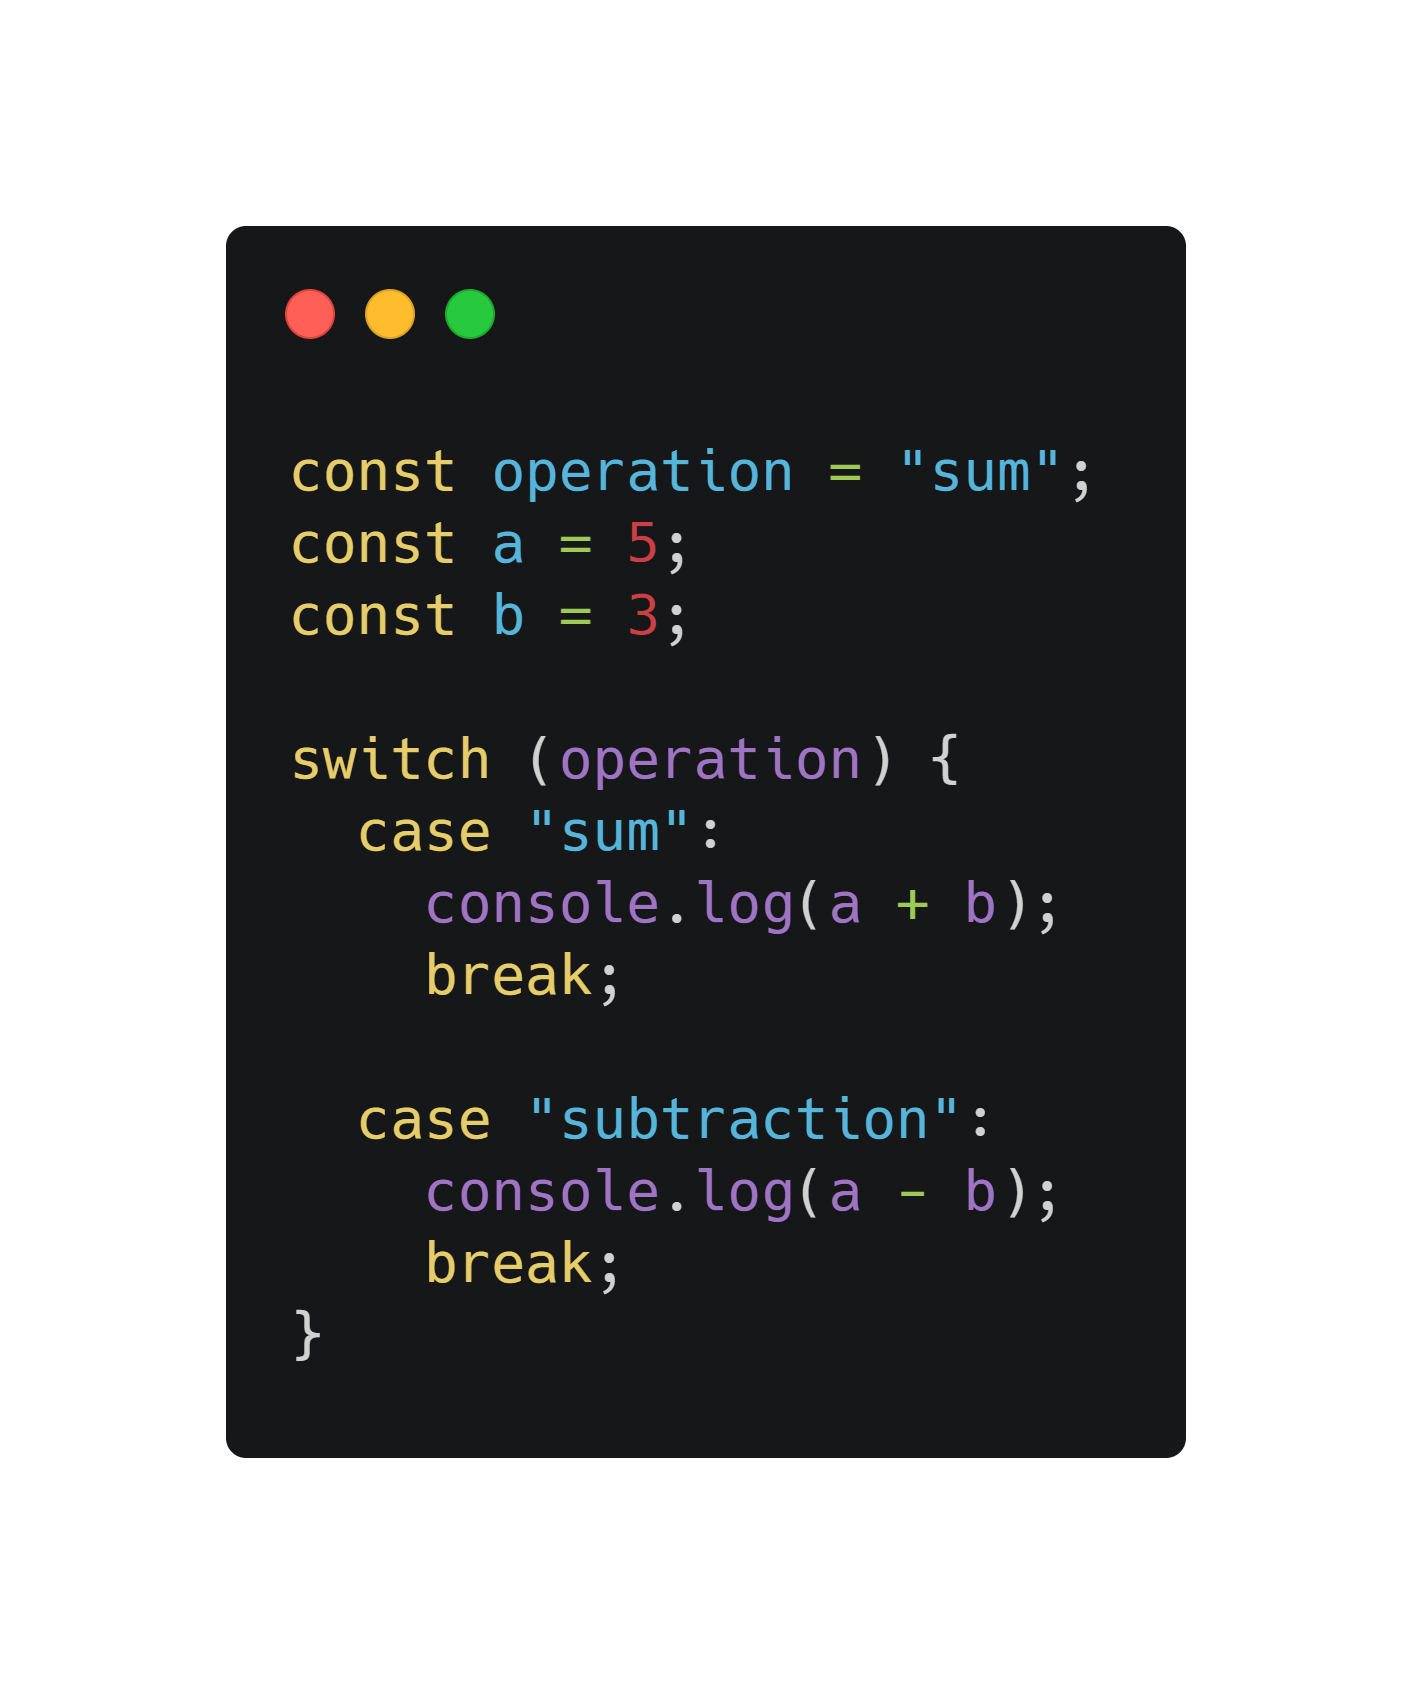 const operation = "sum";
const a = 5;
const b = 3;

switch (operation) {
  case "sum":
    console.log(a + b);
    break;

  case "subtraction":
    console.log(a - b);
    break;
}